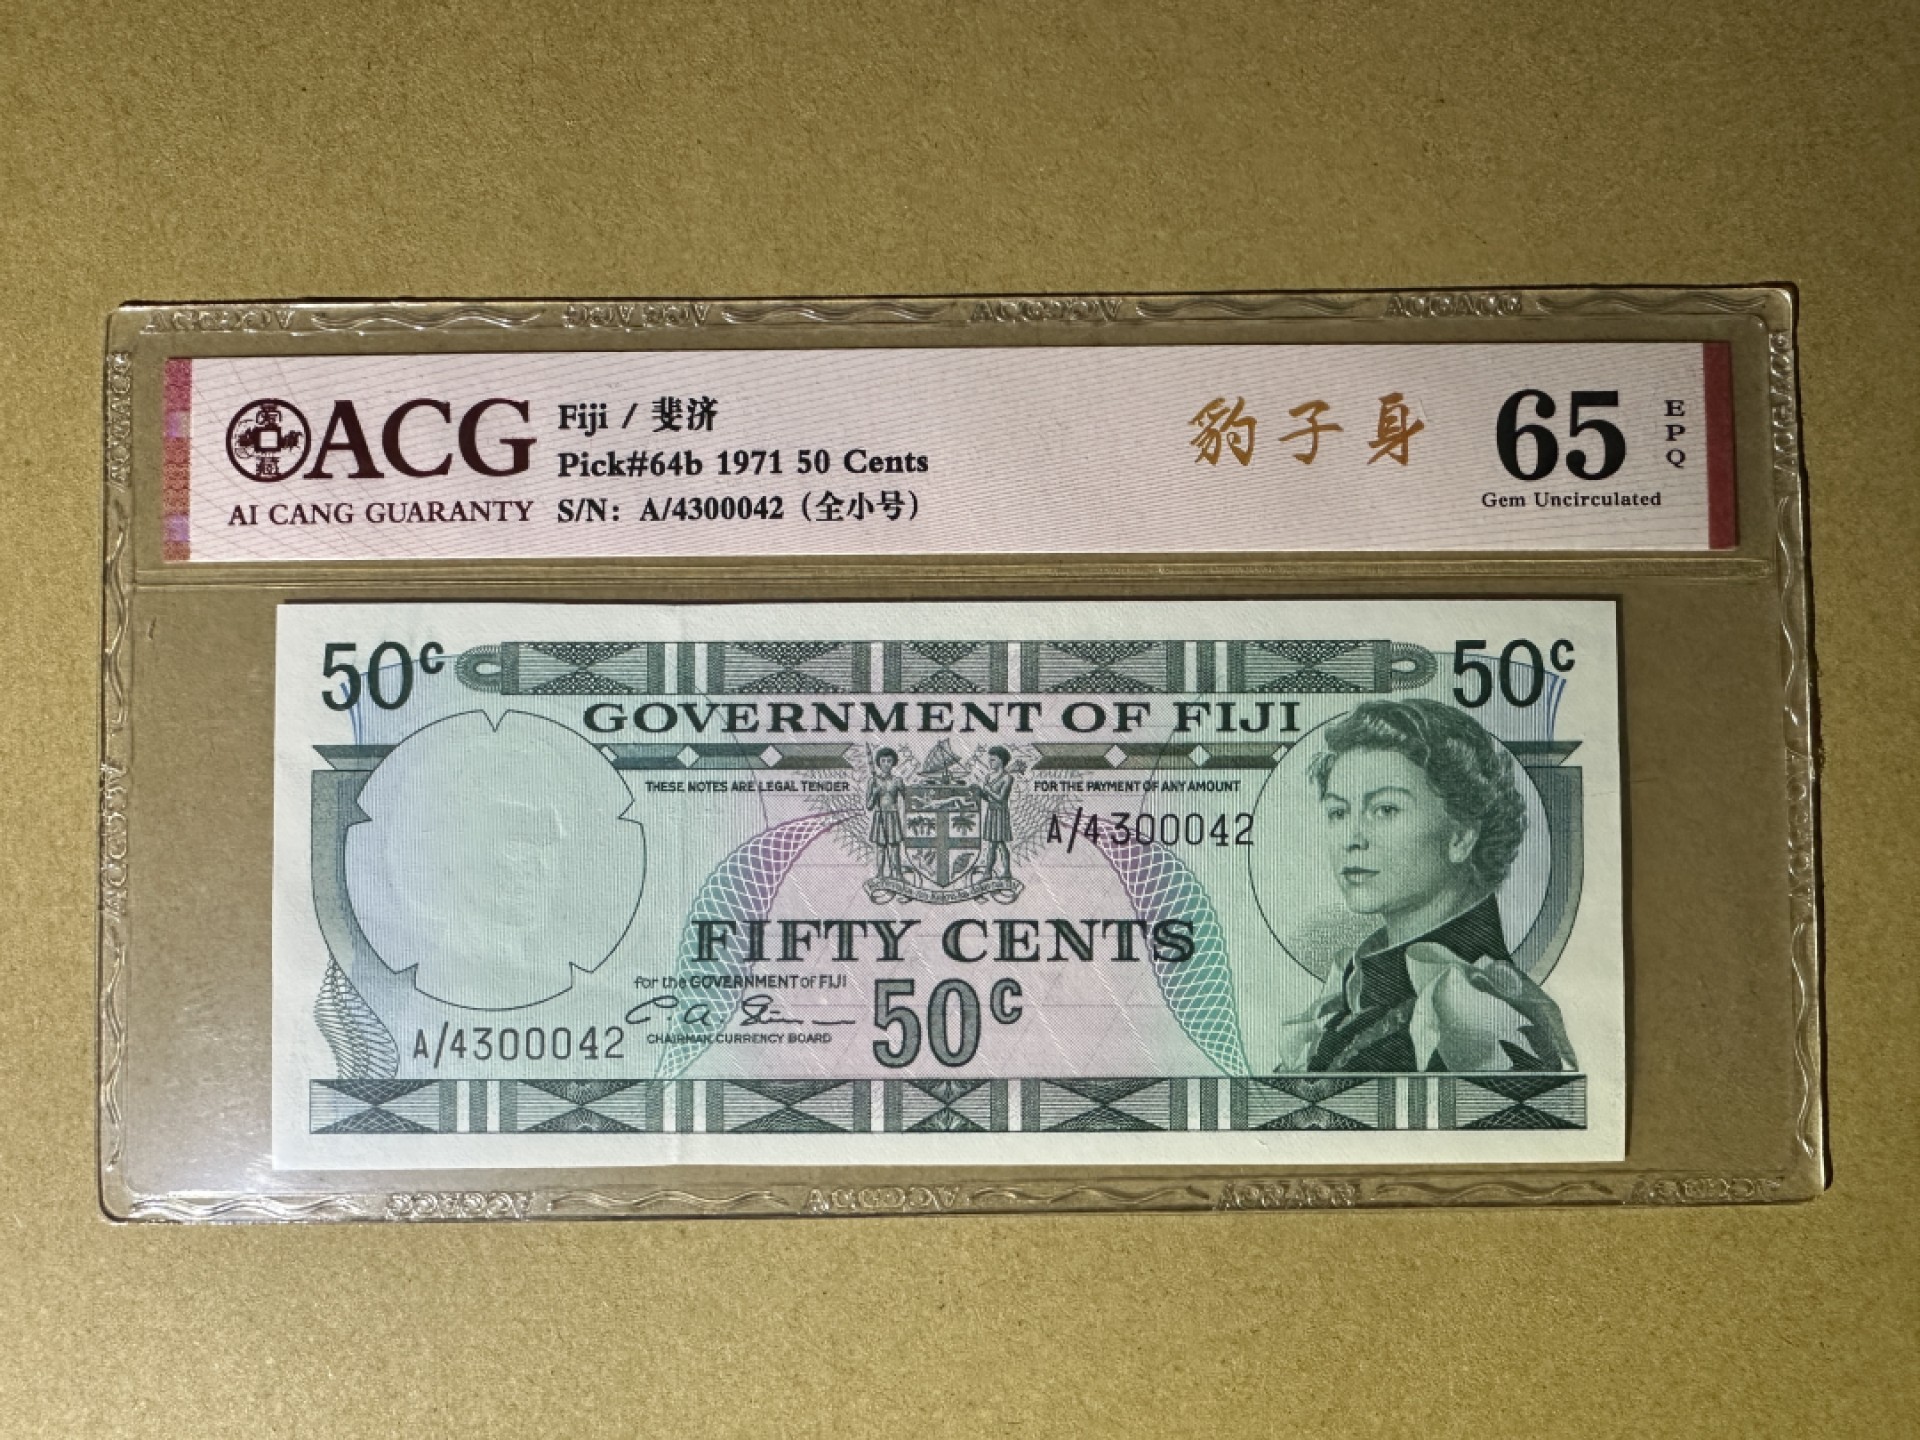 ACG
AI CANG GUARANTY
Fiji / 斐济
Pick#64b 1971 50 Cents
S/N: A/4300042 (全小号)
豹子身
65
EPQ
Gem Uncirculated
50c
50c
GOVERNMENT OF FIJI
THESE NOTES ARE LEGAL TENDER
FOR THE PAYMENT OF ANY AMOUNT
A/4300042
FIFTY CENTS
for the GOVERNMENT of FIJI
50c
CHAIRMAN CURRENCY BOARD
A/4300042